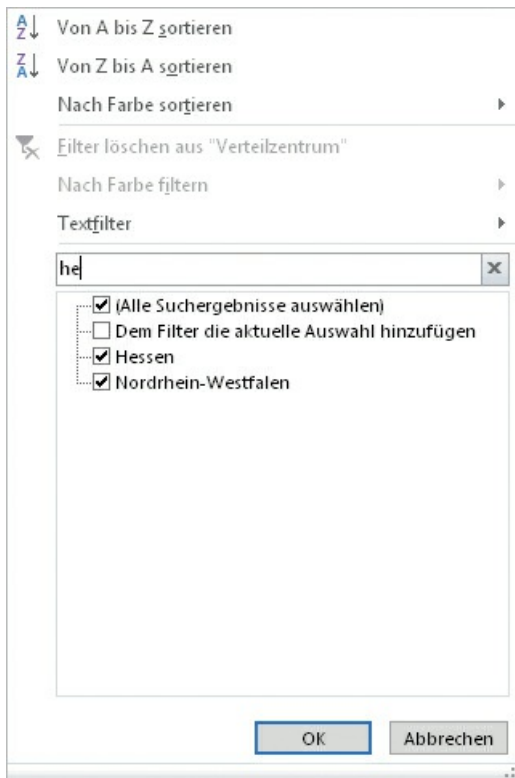 Von A bis Z sortieren
Von Z bis A sortieren
Nach Farbe sortieren
Filter löschen aus "Verteilzentrum"
Nach Farbe filtern
Textfilter
he
(Alle Suchergebnisse auswählen)
Dem Filter die aktuelle Auswahl hinzufügen
Hessen
Nordrhein-Westfalen
OK Abbrechen